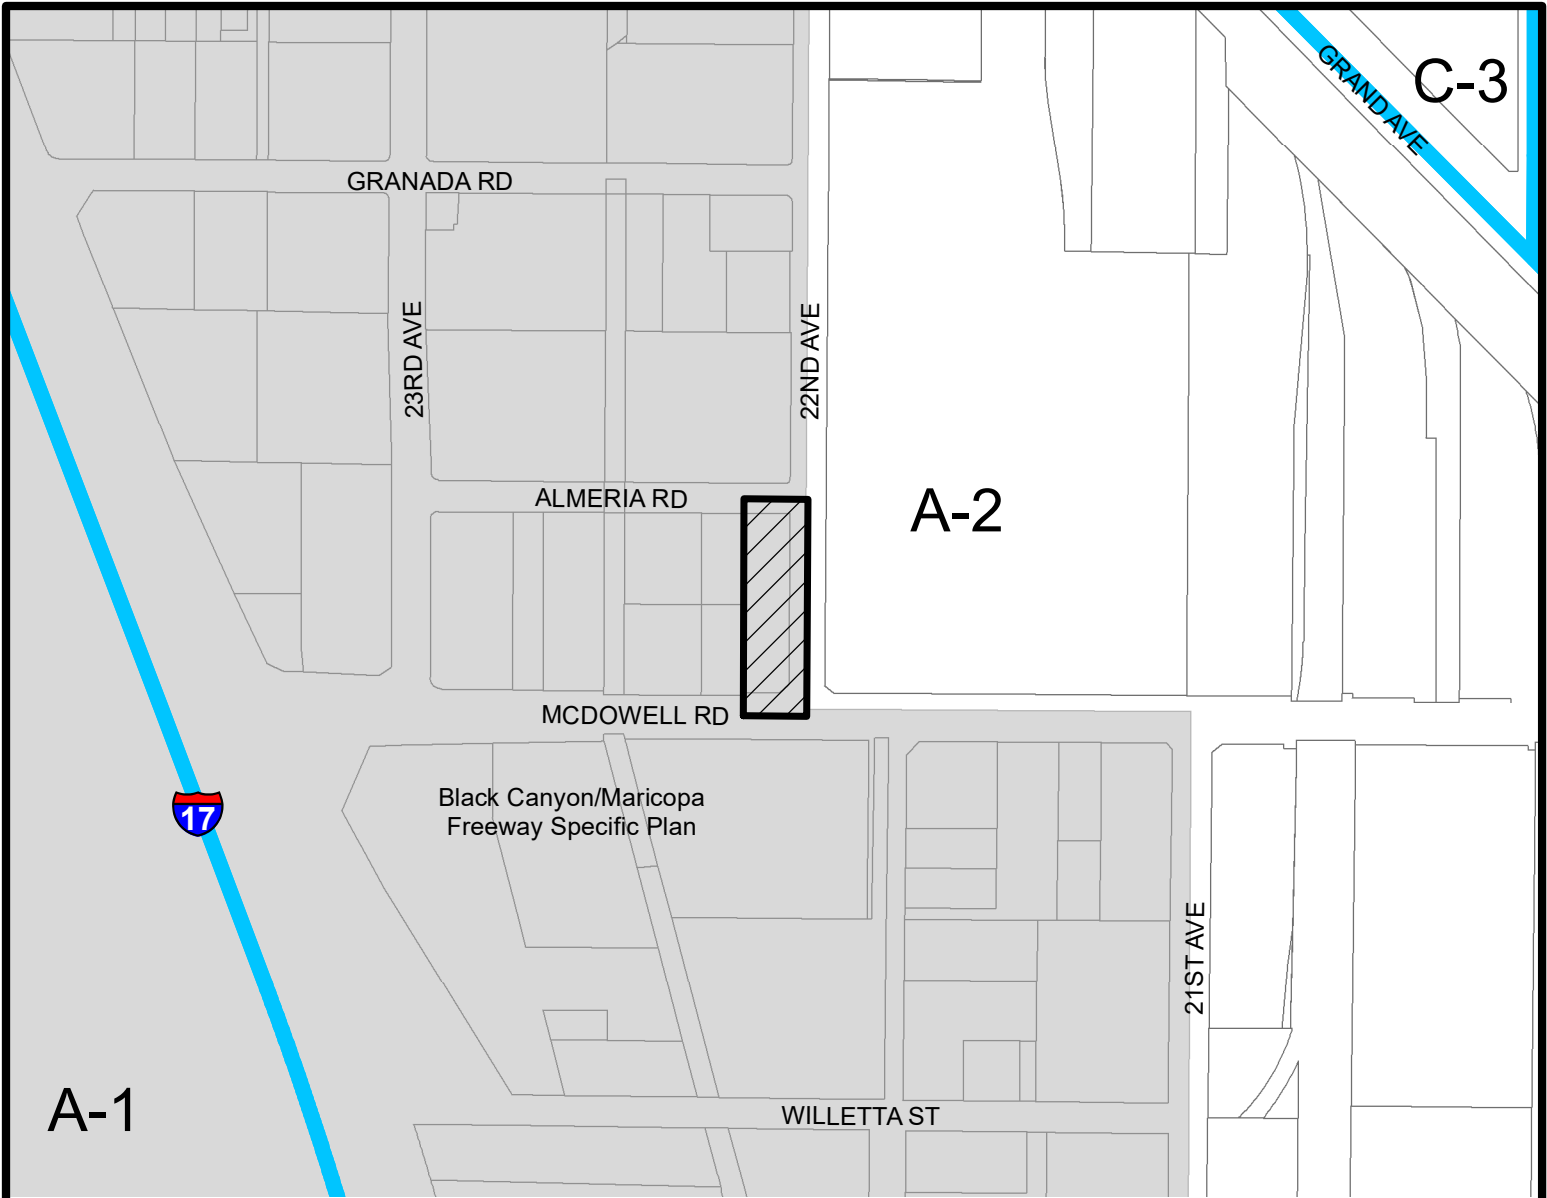 C-3
GRAND AVE
GRANADA RD
23RD AVE
22ND AVE
ALMERIA RD
A-2
MCDOWELL RD
Black Canyon/Maricopa
Freeway Specific Plan
17
21ST AVE
A-1
WILLETTA ST